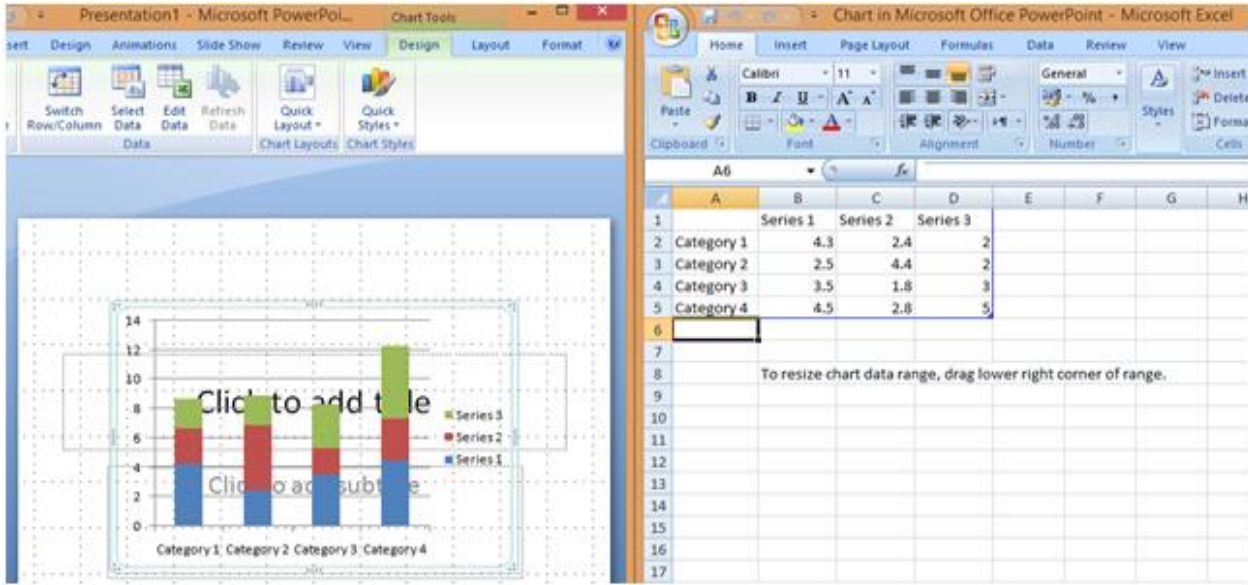 Presentation1 - Microsoft PowerPoi...
Chart Tools
sert Design Animations Slide Show Review View Design Layout Format
Switch Row/Column
Select Data
Edit Data
Refresh Data
Quick Layout
Quick Styles
Data
Chart Layouts
Chart Styles
14
12
10
8
6
4
2
0
Click to add title
Series 3
Series 2
Series 1
Category 1 Category 2 Category 3 Category 4
Chart in Microsoft Office PowerPoint - Microsoft Excel
Home Insert Page Layout Formulas Data Review View
Paste
Calibri 11
B I U A A
General
% ,
Styles
Insert
Delete
Forma
Clipboard Font Alignment Number Cells
A6 fx
A B C D E F G H
1 Series 1 Series 2 Series 3
2 Category 1 4.3 2.4 2
3 Category 2 2.5 4.4 2
4 Category 3 3.5 1.8 3
5 Category 4 4.5 2.8 5
6
7
8 To resize chart data range, drag lower right corner of range.
9
10
11
12
13
14
15
16
17